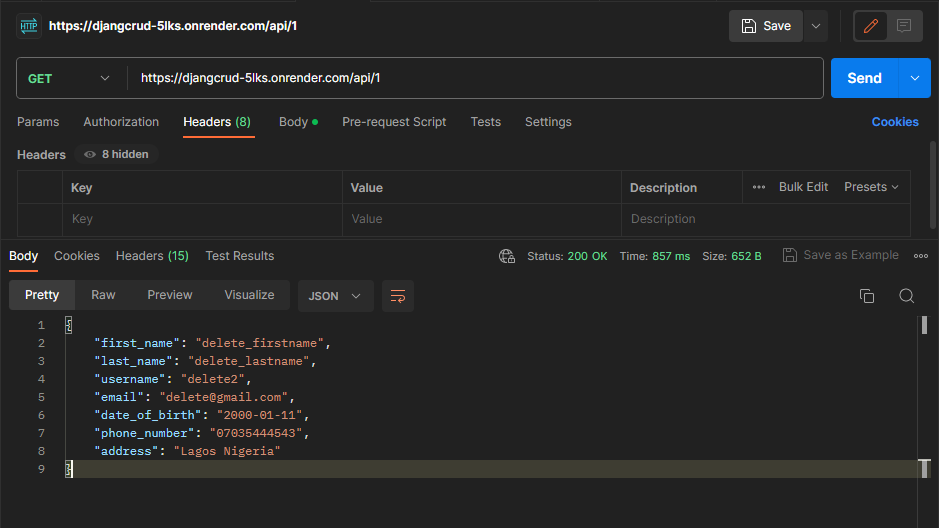 HTTP https://djangcrud-5lks.onrender.com/api/1 Save
GET https://djangcrud-5lks.onrender.com/api/1 Send
Params Authorization Headers (8) Body Pre-request Script Tests Settings Cookies
Headers 8 hidden
Key Value Description Bulk Edit Presets
Key Value Description
Body Cookies Headers (15) Test Results Status: 200 OK Time: 857 ms Size: 652 B Save as Example
Pretty Raw Preview Visualize JSON
1 {
2 "first_name": "delete_firstname",
3 "last_name": "delete_lastname",
4 "username": "delete2",
5 "email": "delete@gmail.com",
6 "date_of_birth": "2000-01-11",
7 "phone_number": "07035444543",
8 "address": "Lagos Nigeria"
9 }